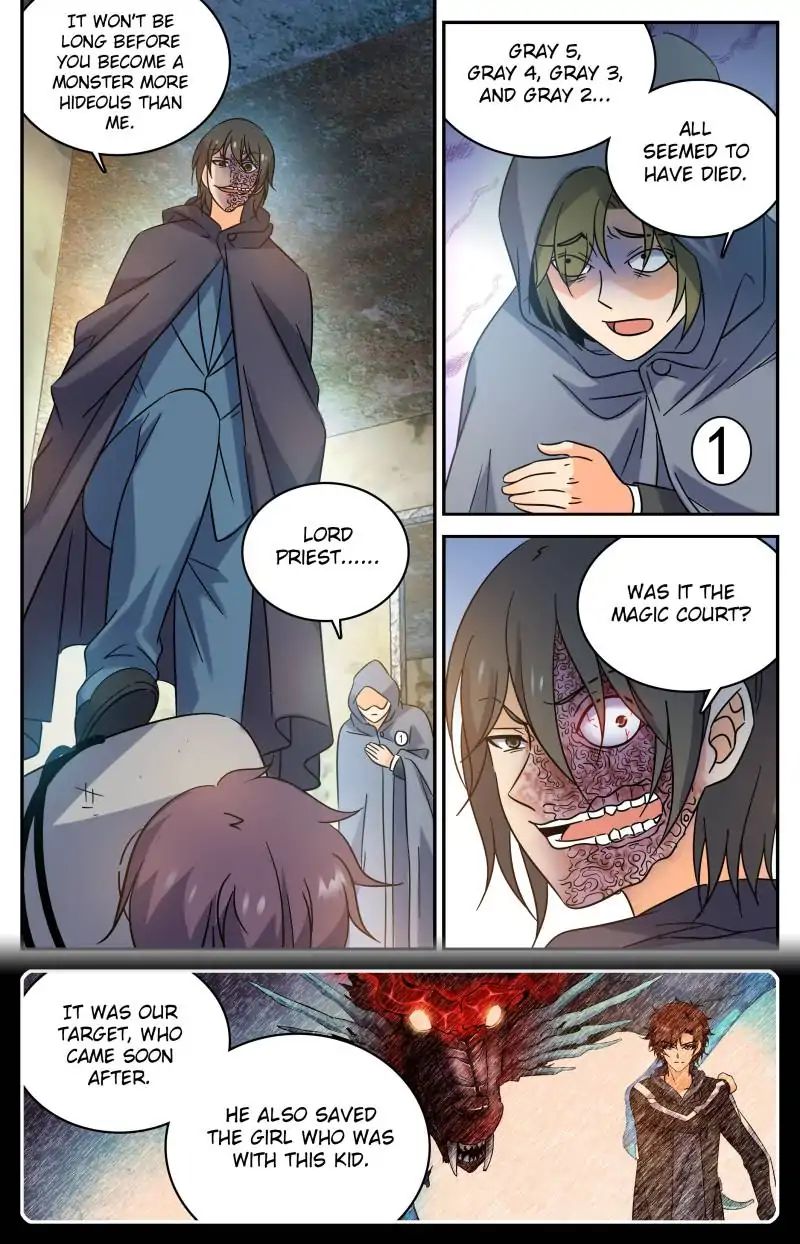 IT WON'T BE
LONG BEFORE
YOU BECOME A
MONSTER MORE
HIDEOUS THAN
ME.
LORD
PRIEST......
1
GRAY 5,
GRAY 4, GRAY 3,
AND GRAY 2...
ALL
SEEMED TO
HAVE DIED.
1
WAS IT THE
MAGIC COURT?
IT WAS OUR
TARGET, WHO
CAME SOON
AFTER.
HE ALSO SAVED
THE GIRL WHO WAS
WITH THIS KID.